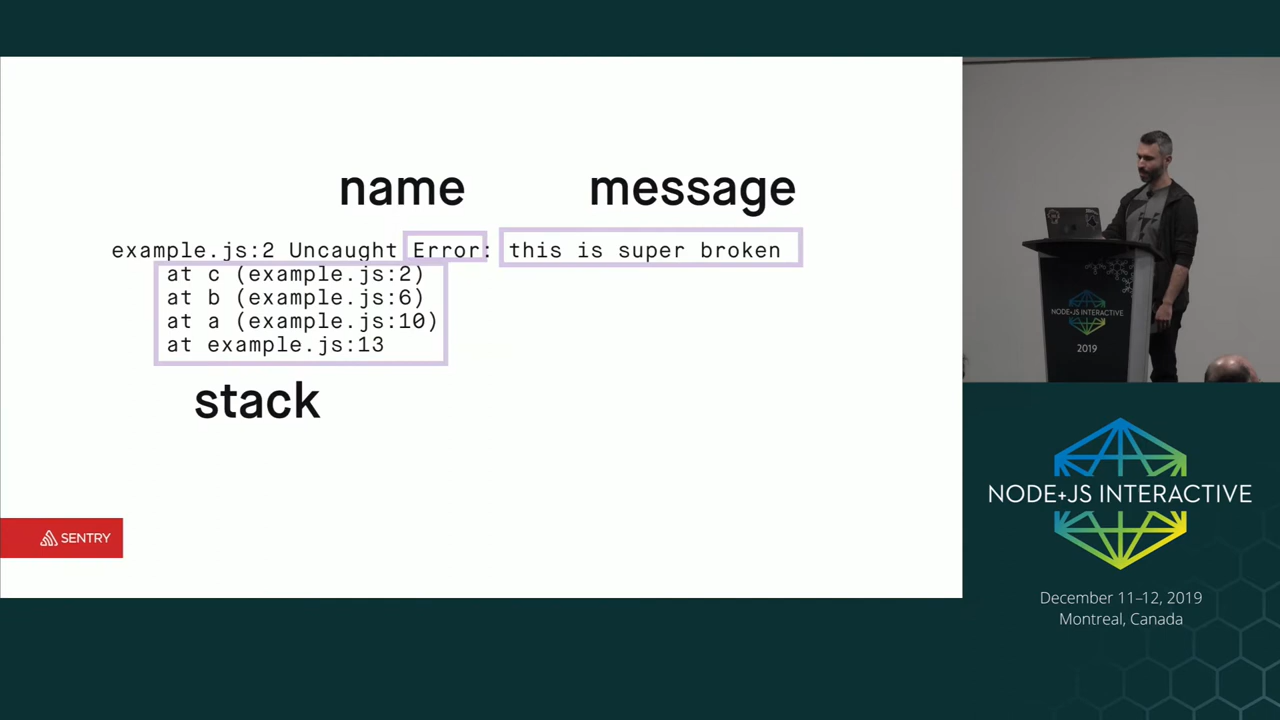 name message
example.js:2 Uncaught Error: this is super broken
at c (example.js:2)
at b (example.js:6)
at a (example.js:10)
at example.js:13
stack
SENTRY
NODE+JS INTERACTIVE
2019
NODE+JS INTERACTIVE
December 11–12, 2019
Montreal, Canada